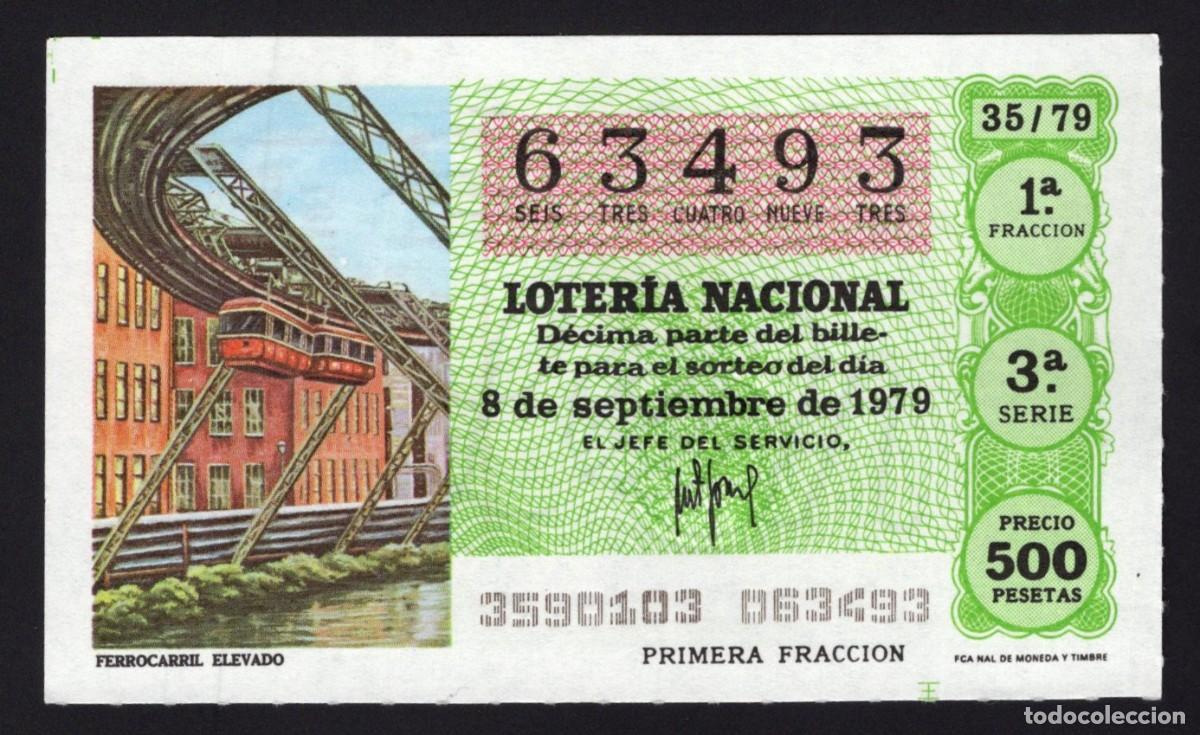 35/79
63493
SEIS TRES CUATRO NUEVE TRES
1.ª
FRACCION
LOTERÍA NACIONAL
Décima parte del bille-
te para el sorteo del día
8 de septiembre de 1979
EL JEFE DEL SERVICIO,
3.ª
SERIE
PRECIO
500
PESETAS
3590103 063493
PRIMERA FRACCION
FERROCARRIL ELEVADO
FCA NAL DE MONEDA Y TIMBRE
todocoleccion